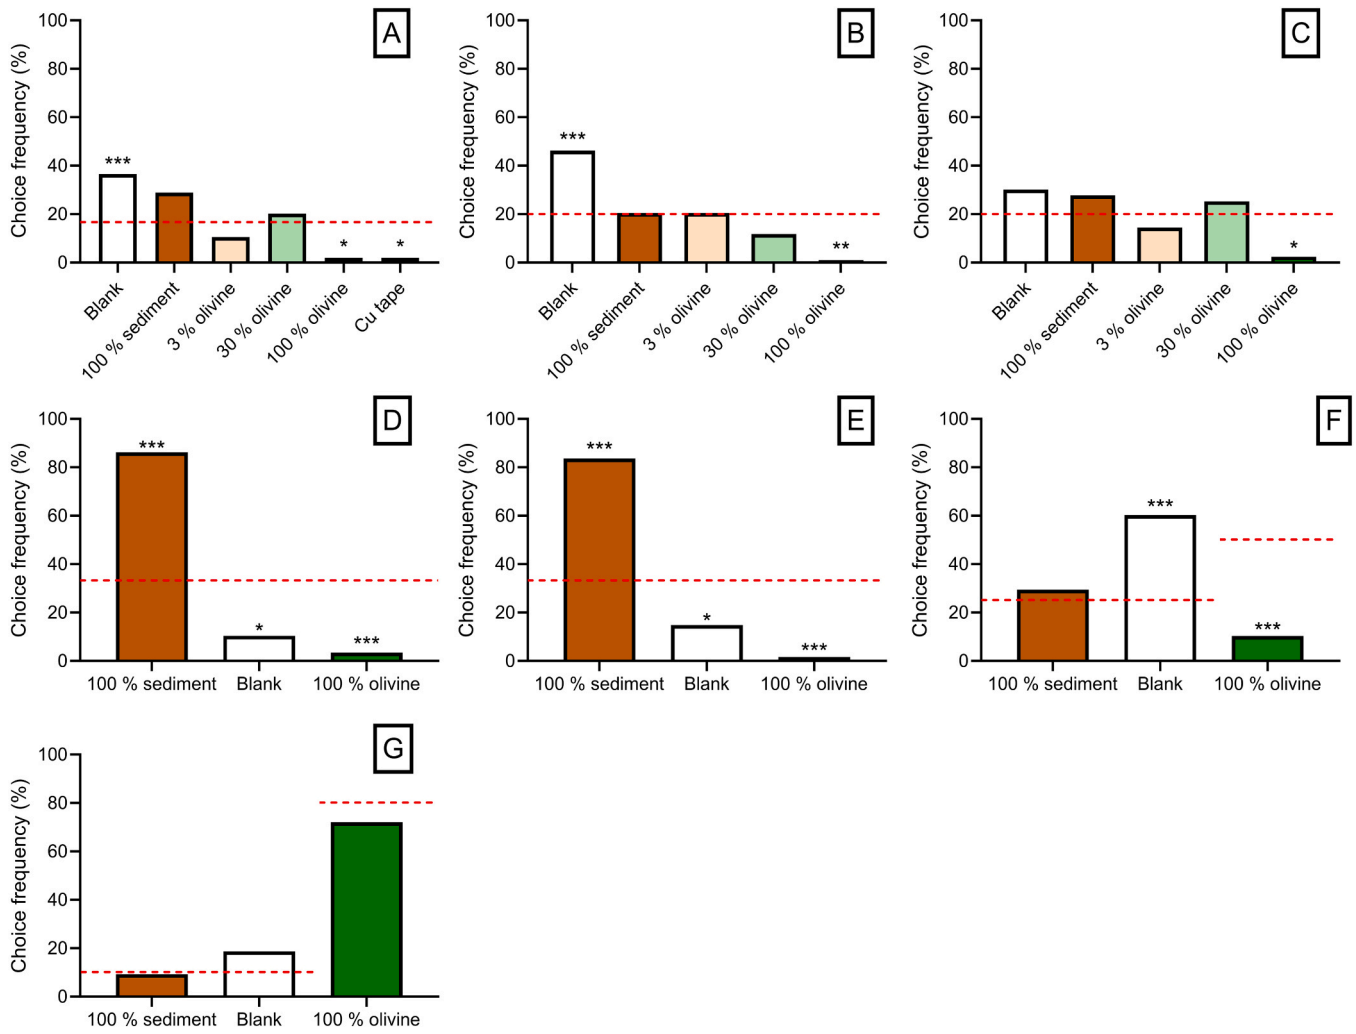 A
Choice frequency (%)
100
80
60
40
20
0
***
*
*
Blank
100 % sediment
3 % olivine
30 % olivine
100 % olivine
Cu tape
B
Choice frequency (%)
100
80
60
40
20
0
***
**
Blank
100 % sediment
3 % olivine
30 % olivine
100 % olivine
C
Choice frequency (%)
100
80
60
40
20
0
*
Blank
100 % sediment
3 % olivine
30 % olivine
100 % olivine
D
Choice frequency (%)
100
80
60
40
20
0
***
*
***
100 % sediment
Blank
100 % olivine
E
Choice frequency (%)
100
80
60
40
20
0
***
*
***
100 % sediment
Blank
100 % olivine
F
Choice frequency (%)
100
80
60
40
20
0
***
***
100 % sediment
Blank
100 % olivine
G
Choice frequency (%)
100
80
60
40
20
0
100 % sediment
Blank
100 % olivine